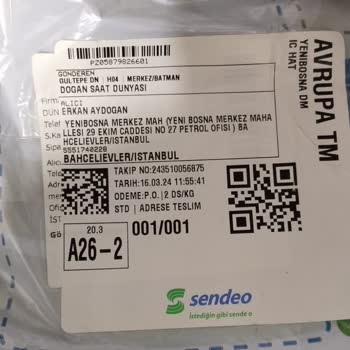 PZ05879826601
GÖNDEREN
GULTEPE DN | H04 | MERKEZ/BATMAN
DOGAN SAAT DUNYASI
ALICI
ERKAN AYDOGAN
YENIBOSNA MERKEZ MAH (YENI BOSNA MERKEZ MAHA
LLESI 29 EKIM CADDESI NO 27 PETROL OFISI ) BA
HCELIEVLER/ISTANBUL
5551740228
BAHCELIEVLER/ISTANBUL
TAKIP NO:243510056875
TARIH:16.03.24 11:55:41
ODEME:P.O.|2 DS/KG
STD | ADRESE TESLIM
20.3
A26-2
001/001
AVRUPA TM
YENIBOSNA DM
IC HAT
sendeo
İstediğin gibi sende o